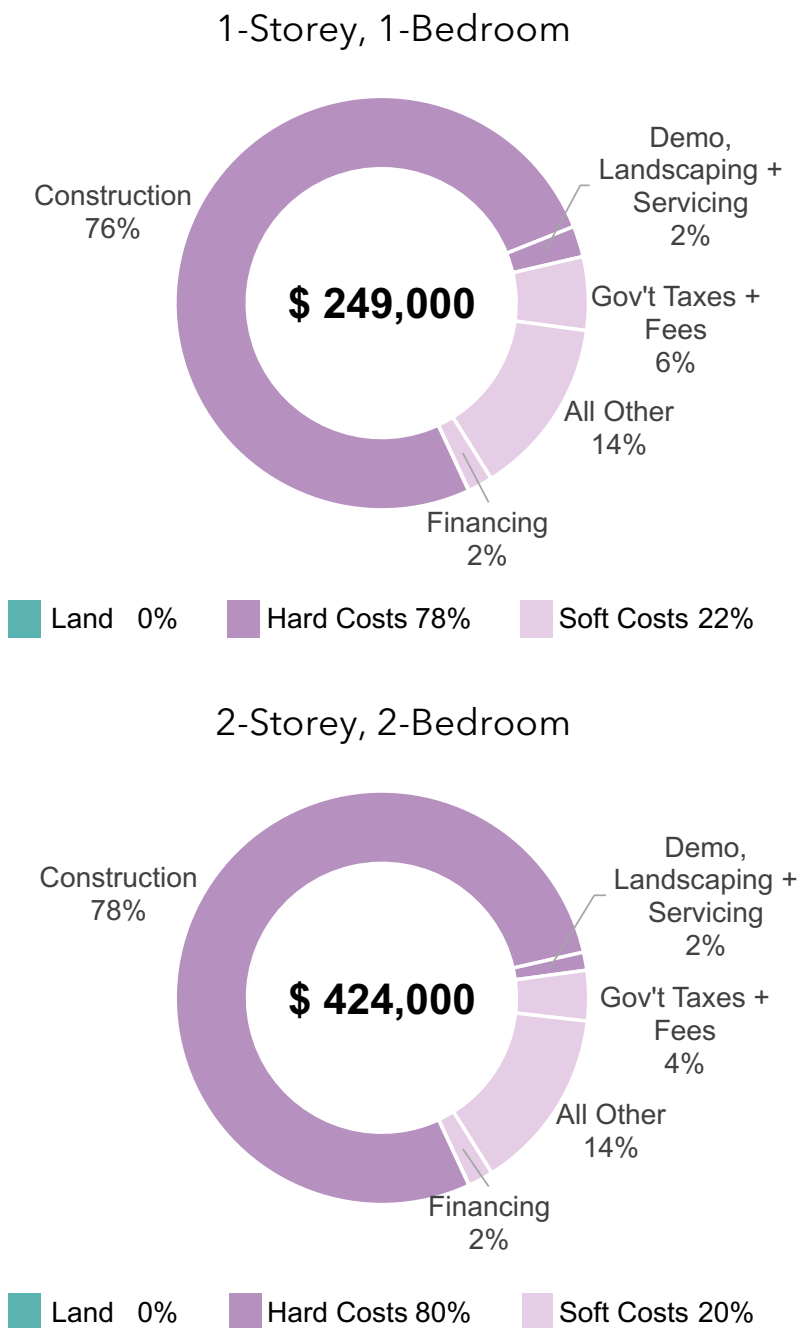 1-Storey, 1-Bedroom
Demo,
Landscaping +
Servicing
2%
Construction
76%
$ 249,000
Gov't Taxes +
Fees
6%
All Other
14%
Financing
2%
Land 0% Hard Costs 78% Soft Costs 22%
2-Storey, 2-Bedroom
Demo,
Landscaping +
Servicing
2%
Construction
78%
$ 424,000
Gov't Taxes +
Fees
4%
All Other
14%
Financing
2%
Land 0% Hard Costs 80% Soft Costs 20%